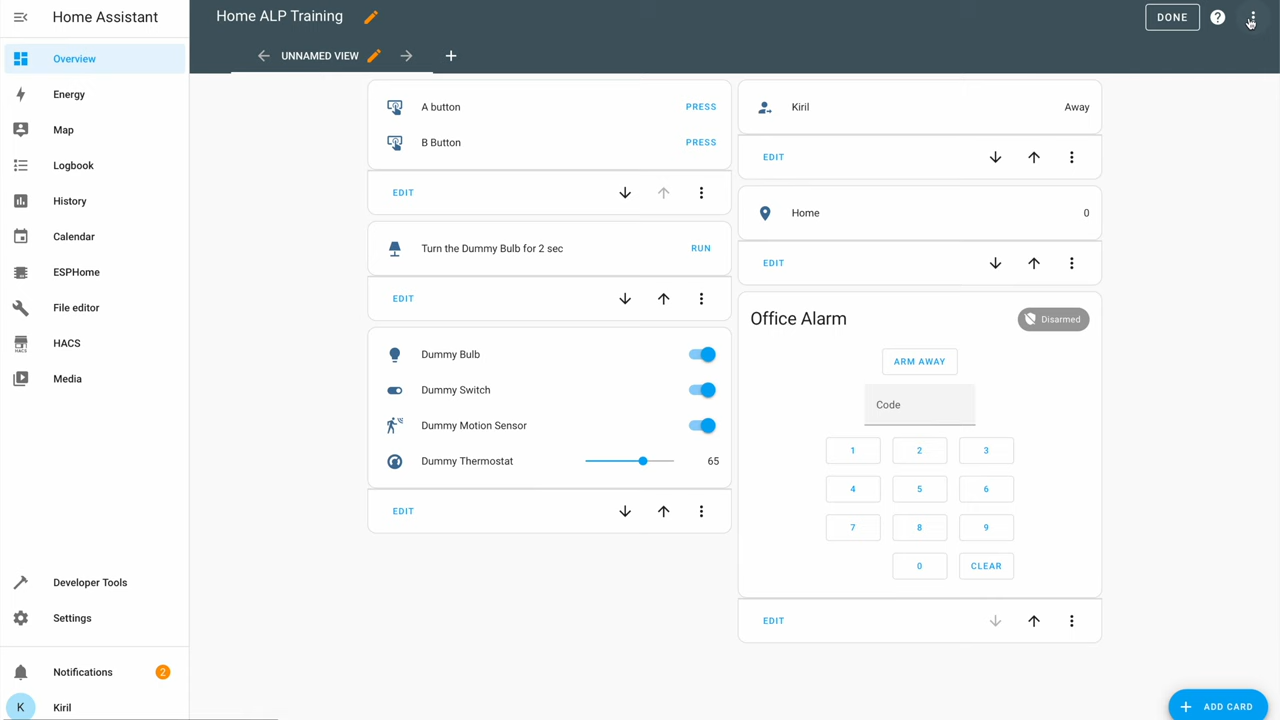 Home Assistant
Overview
Energy
Map
Logbook
History
Calendar
ESPHome
File editor
HACS
HACS
Media
Developer Tools
Settings
Notifications 2
K Kiril
Home ALP Training
DONE
UNNAMED VIEW
A button PRESS
B Button PRESS
EDIT
Turn the Dummy Bulb for 2 sec RUN
EDIT
Dummy Bulb
Dummy Switch
Dummy Motion Sensor
Dummy Thermostat 65
EDIT
Kiril Away
EDIT
Home 0
EDIT
Office Alarm Disarmed
ARM AWAY
Code
1 2 3
4 5 6
7 8 9
0 CLEAR
EDIT
ADD CARD